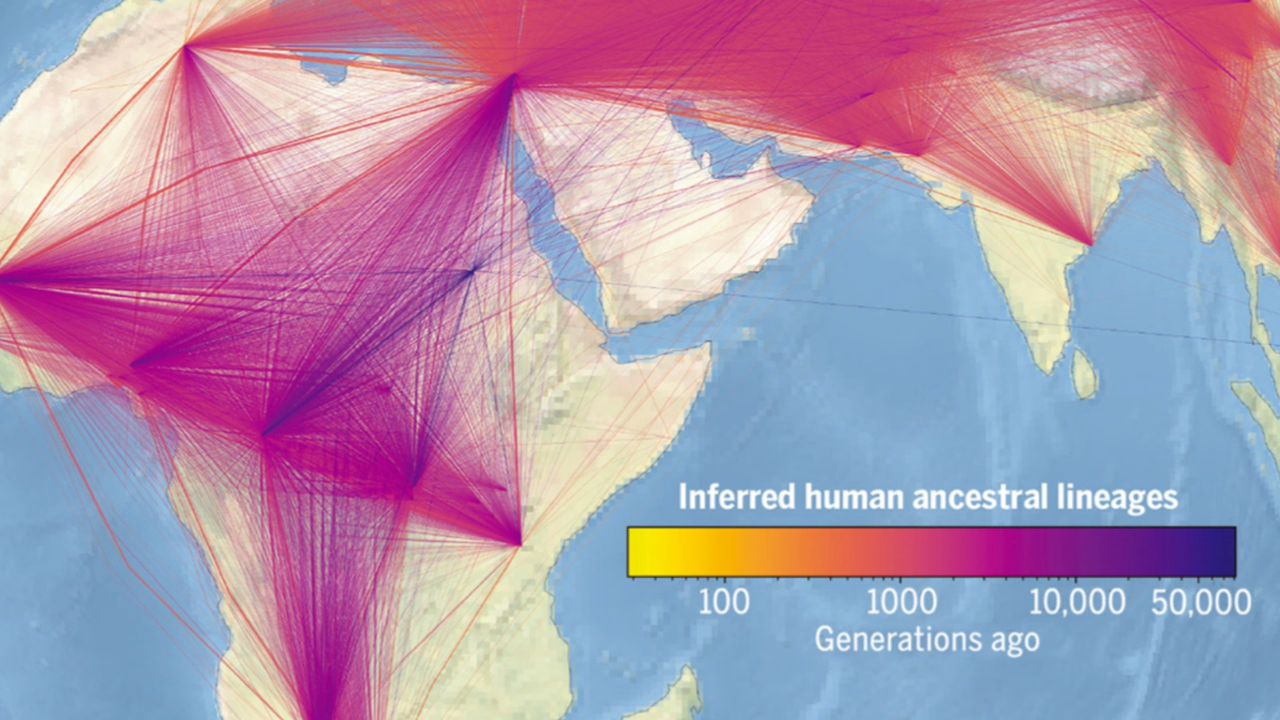 Inferred human ancestral lineages
100 1000 10,000 50,000
Generations ago